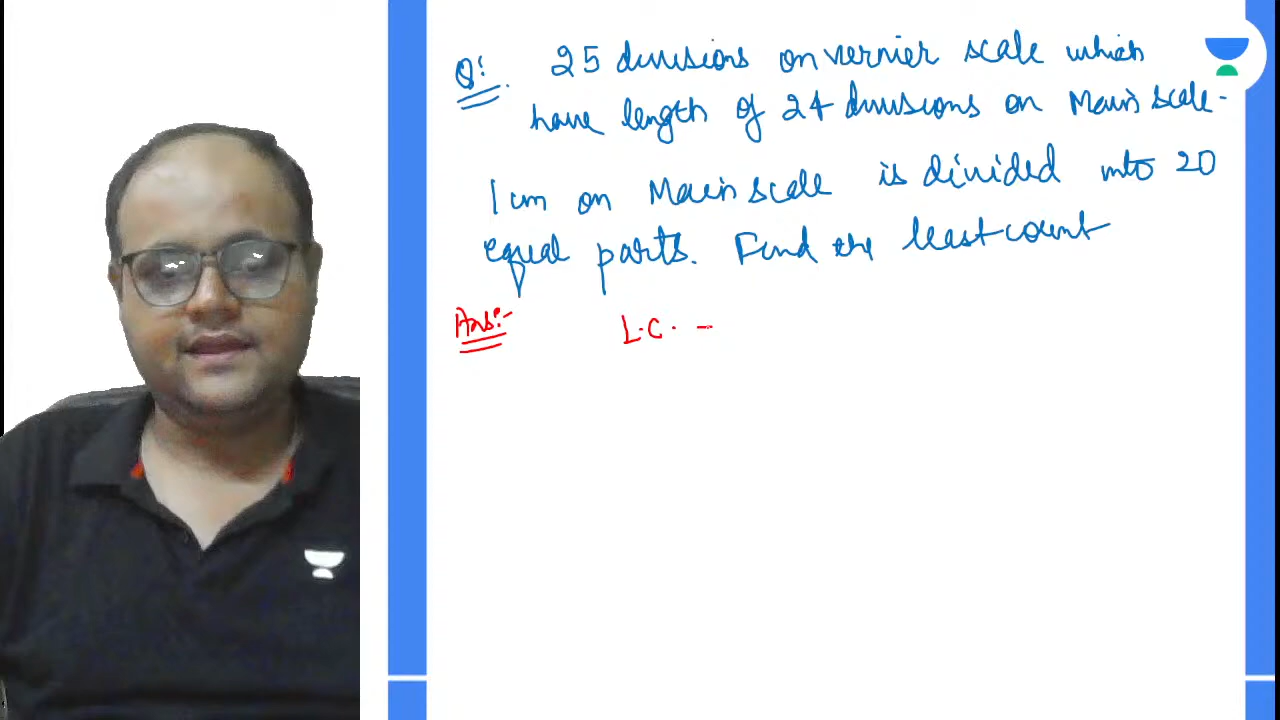 Q:. 25 divisions on vernier scale which
have length of 24 divisions on Main scale.
1 cm on Main scale is divided into 20
equal parts. Find the least count
Ans:- L.C. -